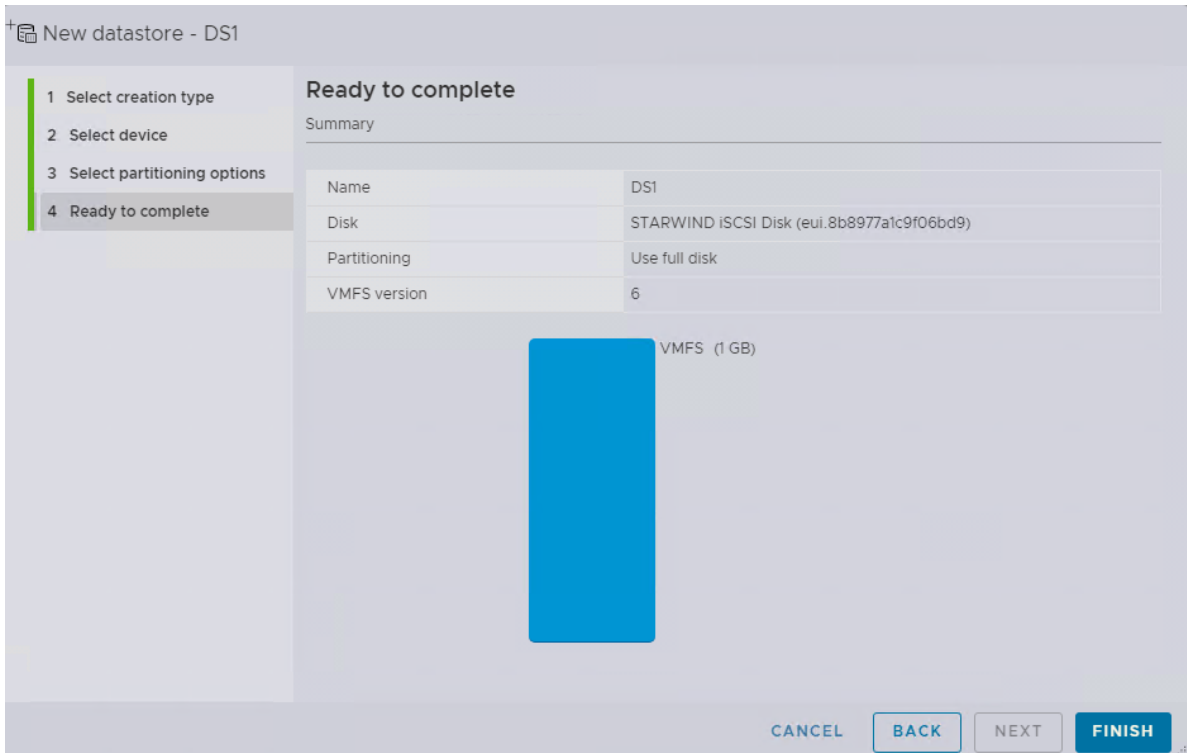 New datastore - DS1
1 Select creation type
2 Select device
3 Select partitioning options
4 Ready to complete
Ready to complete
Summary
Name DS1
Disk STARWIND iSCSI Disk (eui.8b8977a1c9f06bd9)
Partitioning Use full disk
VMFS version 6
VMFS (1 GB)
CANCEL BACK NEXT FINISH